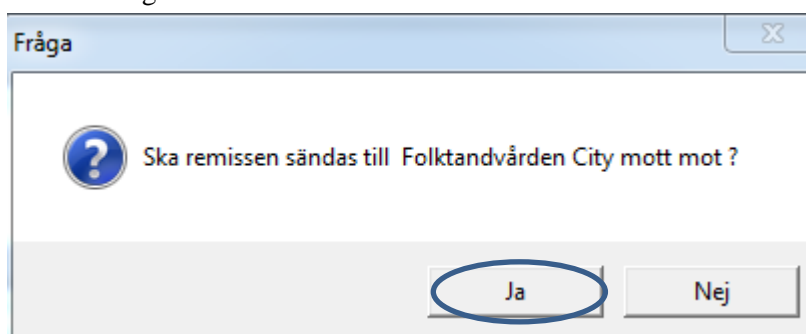 Fråga
Ska remissen sändas till Folktandvården City mott mot ?
Ja
Nej